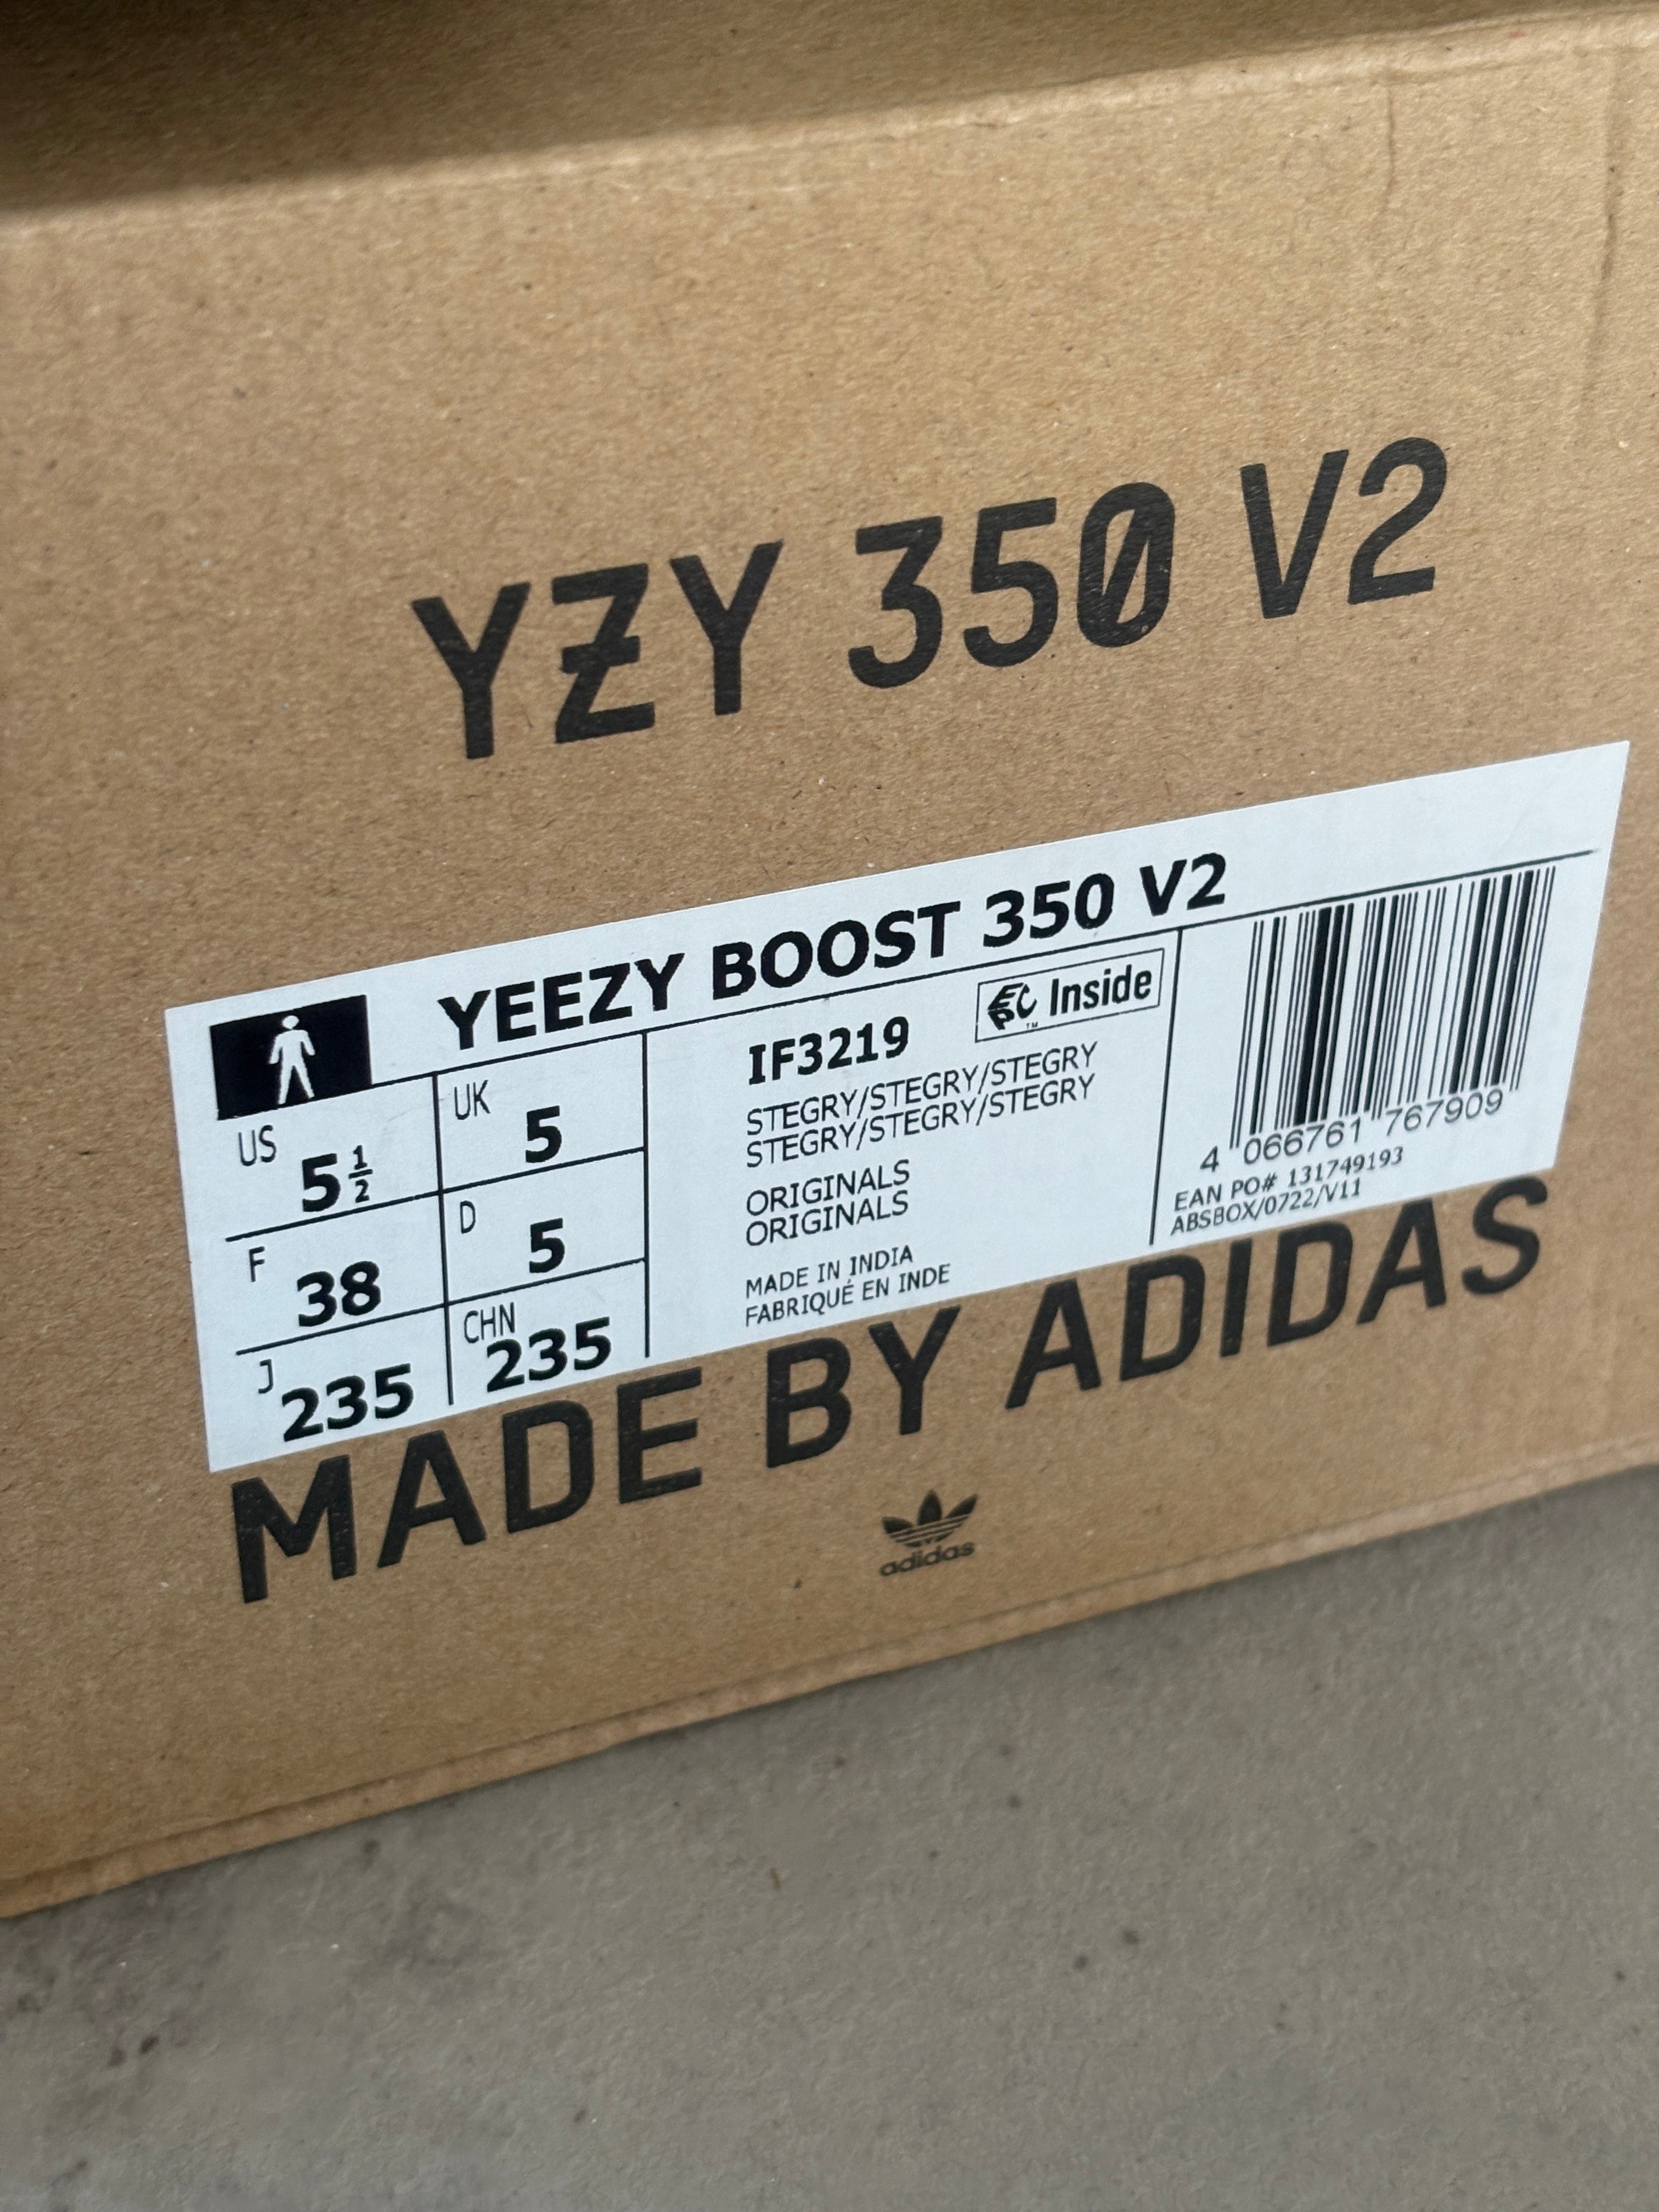 YZY 350 V2
YEEZY BOOST 350 V2
US 5½
UK 5
F 38
D 5
J 235
CHN 235
IF3219
EPC™ Inside
STEGRY/STEGRY/STEGRY
STEGRY/STEGRY/STEGRY
ORIGINALS
ORIGINALS
MADE IN INDIA
FABRIQUÉ EN INDE
4 066761 767909
EAN PO# 131749193
ABSBOX/0722/V11
MADE BY ADIDAS
adidas